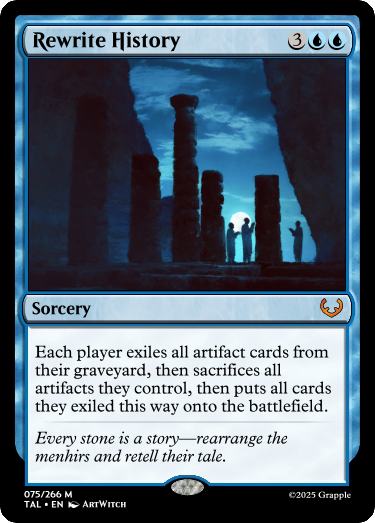 Rewrite History 3
Sorcery
Each player exiles all artifact cards from
their graveyard, then sacrifices all
artifacts they control, then puts all cards
they exiled this way onto the battlefield.
Every stone is a story—rearrange the
menhirs and retell their tale.
075/266 M
TAL • EN ArtWitch
©2025 Grapple